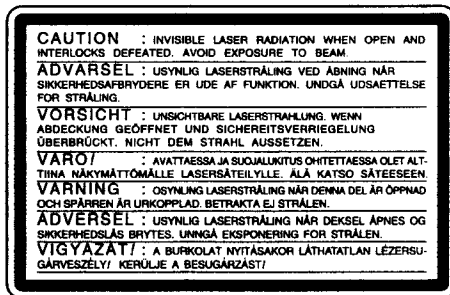 CAUTION : INVISIBLE LASER RADIATION WHEN OPEN AND
INTERLOCKS DEFEATED. AVOID EXPOSURE TO BEAM.
ADVARSEL : USYNLIG LASERSTRÅLING VED ÅBNING NÅR
SIKKERHEDSAFBRYDERE ER UDE AF FUNKTION. UNDGÅ UDSAETTELSE
FOR STRÅLING.
VORSICHT : UNSICHTBARE LASERSTRAHLUNG. WENN
ABDECKUNG GEÖFFNET UND SICHEREITSVERRIEGELUNG
ÜBERBRÜCKT. NICHT DEM STRAHL AUSSETZEN.
VARO! : AVATTAESSA JA SUOJALUKITUS OHITETTAESSA OLET ALT-
TIINA NÄKYMÄTTÖMÄLLE LASERSÄTEILYLLE. ÄLÄ KATSO SÄTEESEEN.
VARNING : OSYNLING LASERSTRÅLING NÄR DENNA DEL ÄR ÖPPNAD
OCH SPÄRREN ÄR URKOPPLAD. BETRAKTA EJ STRÅLEN.
ADVERSEL : USYNLIG LASERSTRÅLING NÅR DEKSEL ÅPNES OG
SIKKERHEDSLÅS BRYTES. UNNGÅ EKSPONERING FOR STRÅLEN.
VIGYÁZAT! : A BURKOLAT NYITÁSAKOR LÁTHATATLAN LÉZERSU-
GÁRVESZÉLY! KERÜLJE A BESUGÁRZÁST!